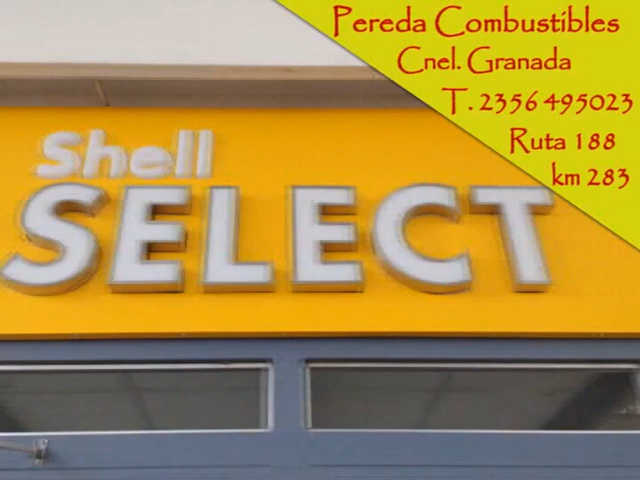 Pereda Combustibles
Cnel. Granada
T. 2356 495023
Ruta 188
km 283
Shell
SELECT